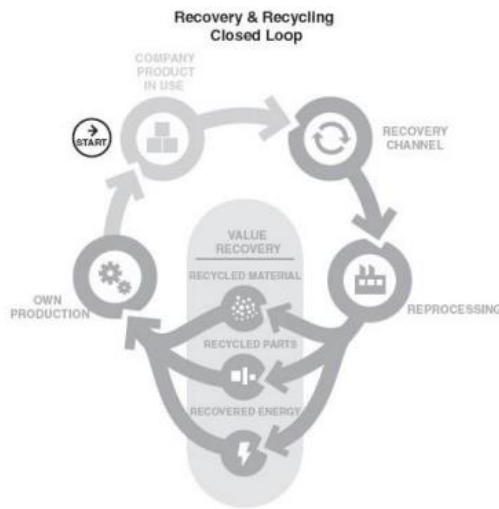 Recovery & Recycling
Closed Loop
COMPANY
PRODUCT
IN USE
START
RECOVERY
CHANNEL
VALUE
RECOVERY
RECYCLED MATERIAL
OWN
PRODUCTION
REPROCESSING
RECYCLED PARTS
RECOVERED ENERGY